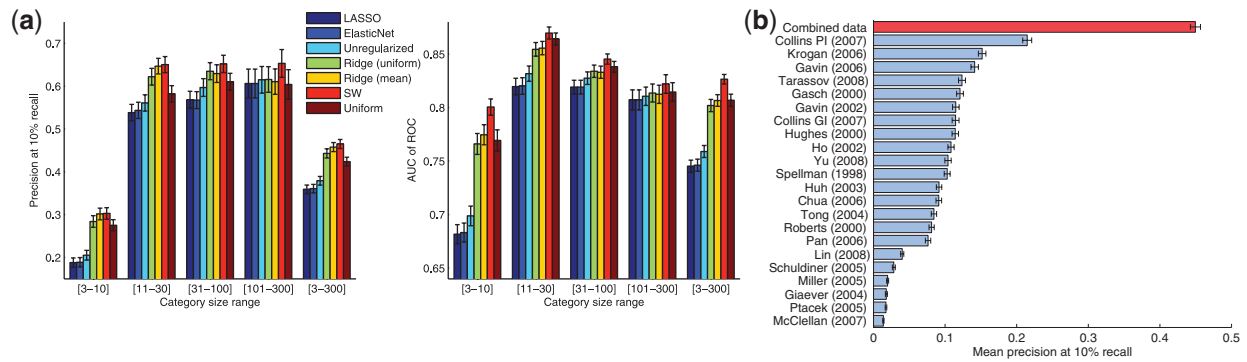 (a)
LASSO
ElasticNet
Unregularized
Ridge (uniform)
Ridge (mean)
SW
Uniform
Precision at 10% recall
0.7
0.6
0.5
0.4
0.3
0.2
[3–10] [11–30] [31–100] [101–300] [3–300]
Category size range
AUC of ROC
0.85
0.8
0.75
0.7
0.65
[3–10] [11–30] [31–100] [101–300] [3–300]
Category size range
(b)
Combined data
Collins PI (2007)
Krogan (2006)
Gavin (2006)
Tarassov (2008)
Gasch (2000)
Gavin (2002)
Collins GI (2007)
Hughes (2000)
Ho (2002)
Yu (2008)
Spellman (1998)
Huh (2003)
Chua (2006)
Tong (2004)
Roberts (2000)
Pan (2006)
Lin (2008)
Schuldiner (2005)
Miller (2005)
Giaever (2004)
Ptacek (2005)
McClellan (2007)
0 0.1 0.2 0.3 0.4 0.5
Mean precision at 10% recall